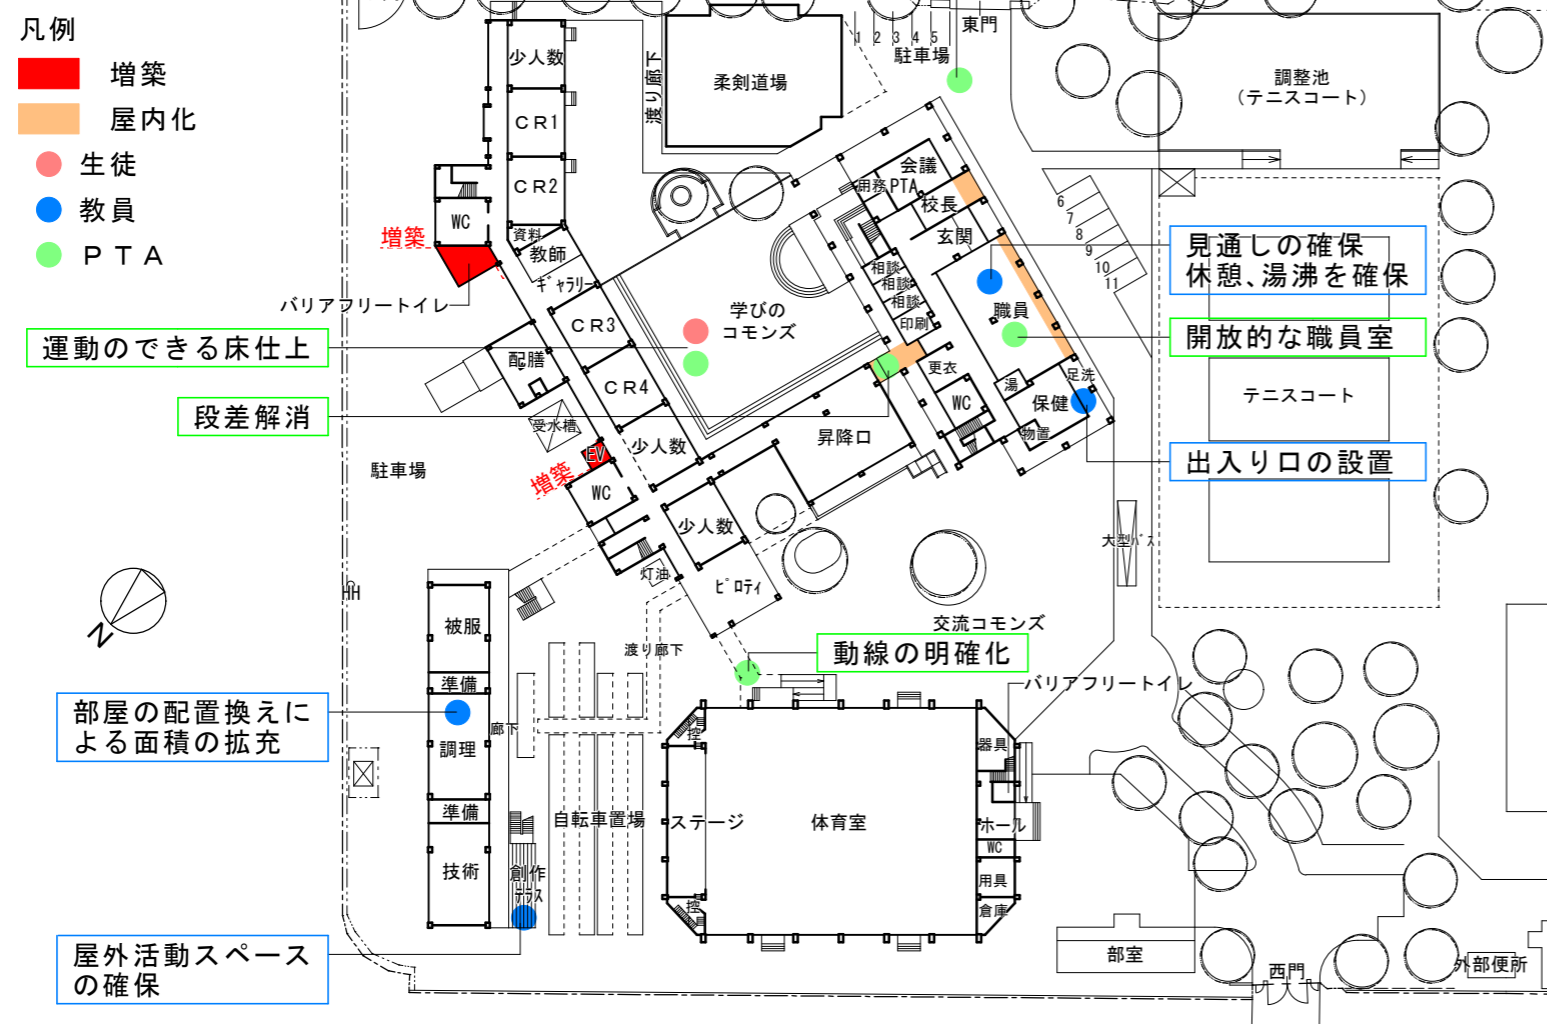 凡例
増築
屋内化
生徒
教員
PTA
少人数
CR1
CR2
WC
資料
教師
ギャラリー
増築
バリアフリートイレ
渡り廊下
柔剣道場
1 2 3 4 5
駐車場
東門
調整池
(テニスコート)
会議
用務
PTA
校長
玄関
相談
相談
相談
印刷
職員
更衣
WC
湯
足洗
保健
物置
6
7
8
9
10
11
見通しの確保
休憩、湯沸を確保
開放的な職員室
テニスコート
出入り口の設置
運動のできる床仕上
段差解消
学びの
コモンズ
CR3
CR4
少人数
配膳
受水槽
EV
増築
WC
駐車場
昇降口
少人数
灯油
ピロティ
大型バス
N
渡り廊下
交流コモンズ
動線の明確化
バリアフリートイレ
被服
準備
調理
準備
技術
廊下
創作
テラス
自転車置場
部屋の配置換えに
よる面積の拡充
屋外活動スペース
の確保
控
ステージ
控
体育室
器具
ホール
WC
用具
倉庫
部室
西門
外部便所